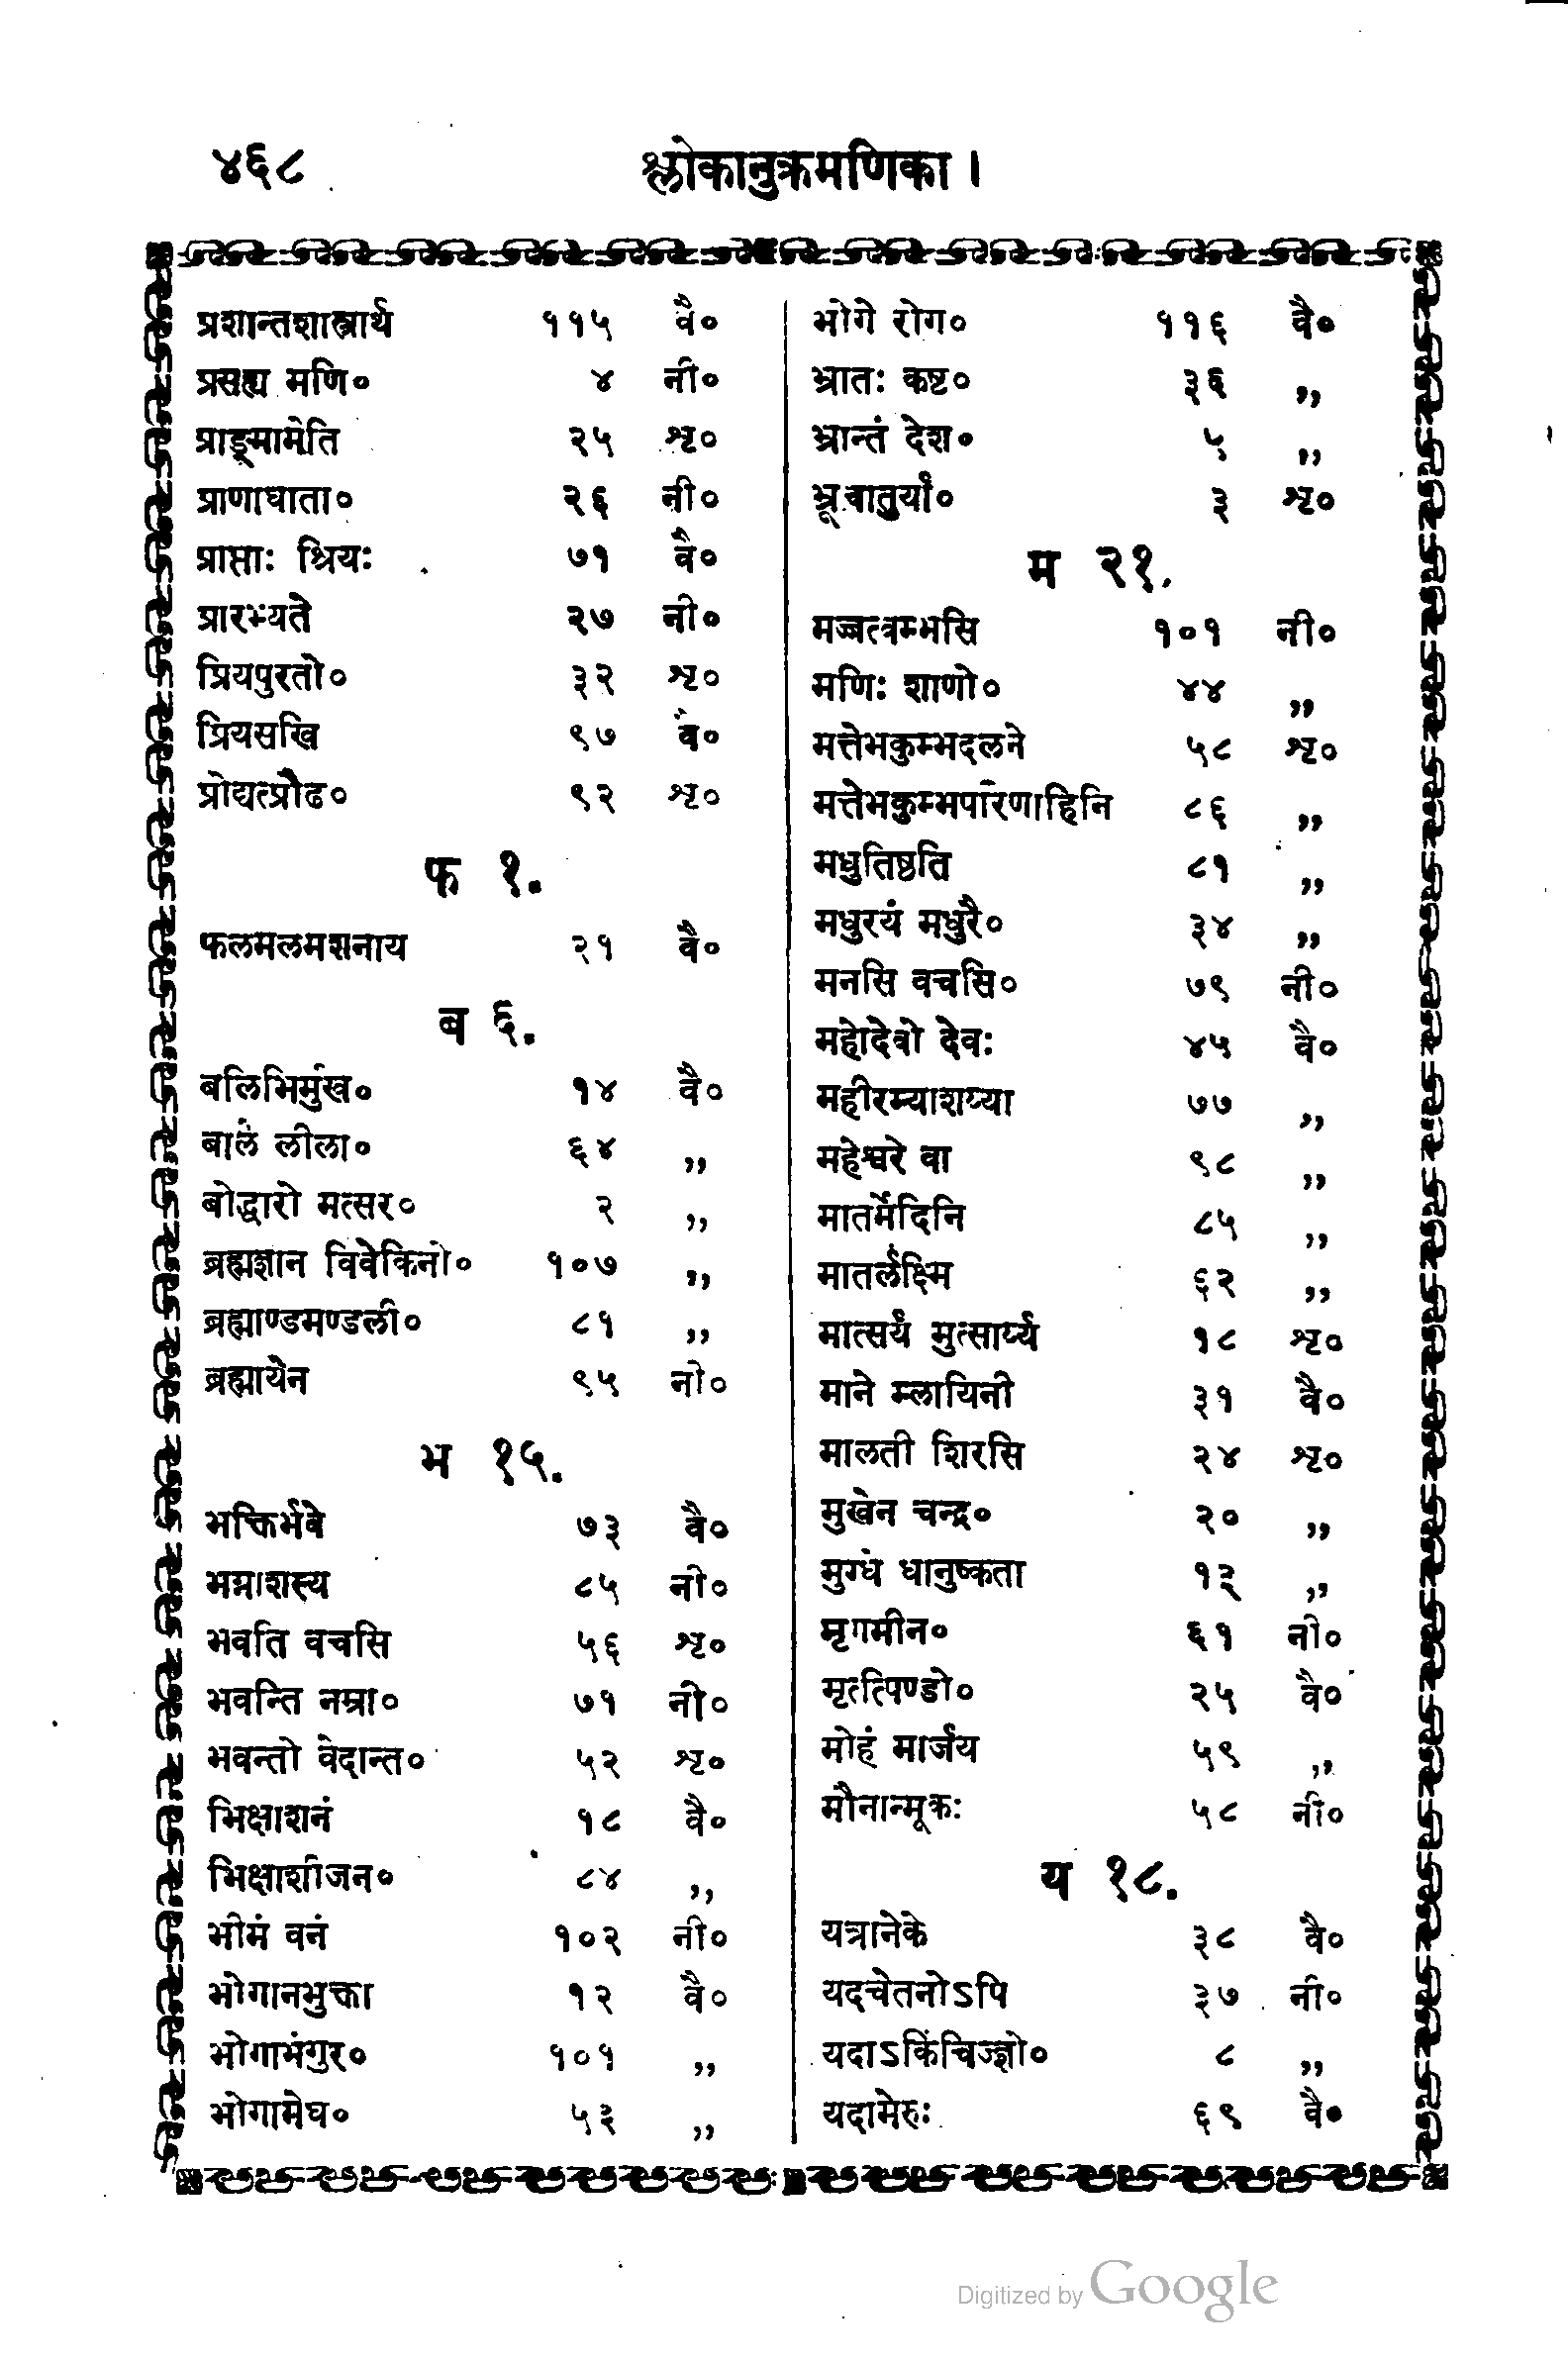 ४६८ श्लोकानुक्रमणिका ।
प्रशान्तशास्त्रार्थ ११५ वै०
प्रसह्य मणि० ४ नी०
प्राङ्मामेति २५ शृ०
प्राणाघाता० २६ नी०
प्राप्ताः श्रियः ७१ वै०
प्रारभ्यते २७ नी०
प्रियपुरतो० ३२ शृ०
प्रियसखि ९७ वै०
प्रोद्यत्प्रौढ० ९२ शृ०
फ १.
फलमलमशनाय २१ वै०
ब ६.
बलिभिर्मुख० १४ वै०
बाले लीला० ६४ ,,
बोद्धारो मत्सर० २ ,,
ब्रह्मज्ञान विवेकिनो० १०७ ,,
ब्रह्माण्डमण्डली० ८१ ,,
ब्रह्मायेन ९५ नी०
भ १५.
भक्तिर्भवे ७३ वै०
भग्नाशस्य ८५ नी०
भवति वचसि ५६ शृ०
भवन्ति नम्रा० ७१ नी०
भवन्तो वेदान्त० ५२ शृ०
भिक्षाशनं १८ वै०
भिक्षाशीजन० ८४ ,,
भीमं वनं १०२ नी०
भोगानभुक्ता १२ वै०
भोगाभंगुर० १०१ ,,
भोगामेघ० ५३ ,,
भोगे रोग० ११६ वै०
भ्रातः कष्ट० ३६ ,,
भ्रान्तं देश० ५ ,,
भ्रूचातुर्या० ३ शृ०
म २१.
मज्जत्वम्भसि १०१ नी०
मणिः शाणो० ४४ ,,
मत्तेभकुम्भदलने ५८ शृ०
मत्तेभकुम्भपरिणाहिनि ८६ ,,
मधुतिष्ठति ८१ ,,
मधुरयं मधुरै० ३४ ,,
मनसि वचसि० ७९ नी०
महोदेवो देवः ४५ वै०
महीरम्याशय्या ७७ ,,
महेश्वरे वा ९८ ,,
मातर्मेदिनि ८५ ,,
मातर्लक्ष्मि ६२ ,,
मात्सर्य मुत्सार्य्य १८ शृ०
माने म्लायिनी ३१ वै०
मालती शिरसि २४ शृ०
मुखेन चन्द्र० २० ,,
मुग्धे धानुष्कता १३ ,,
मृगमीन० ६१ नी०
मृत्पिण्डो० २५ वै०
मोहं मार्जय ५९ ,,
मौनान्मूकः ५८ नी०
य १८.
यत्रानेके ३८ वै०
यदचेतनोऽपि ३७ नी०
यदाऽकिंचिज्ज्ञो० ८ ,,
यदामेरुः ६९ वै०
Digitized by Google